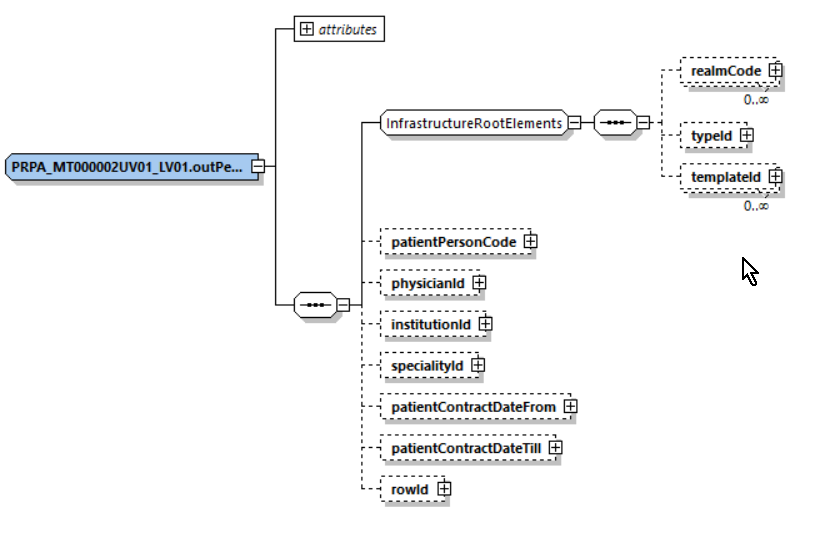 attributes
realmCode
0..∞
InfrastructureRootElements
typeId
PRPA_MT000002UV01_LV01.outPe...
templateId
0..∞
patientPersonCode
physicianId
institutionId
specialityId
patientContractDateFrom
patientContractDateTill
rowId